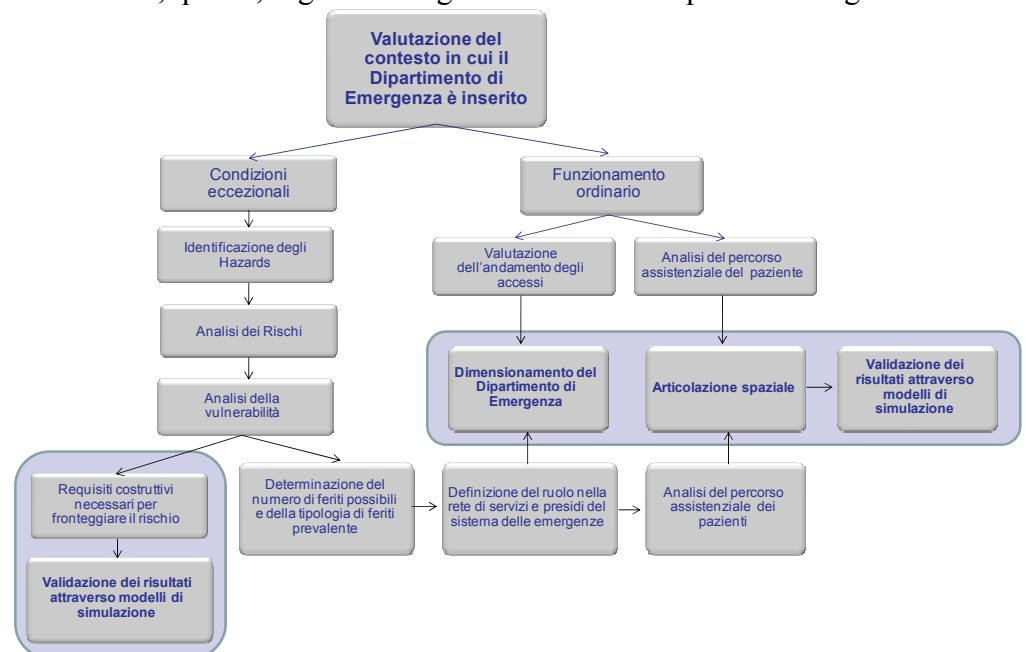 Valutazione del
contesto in cui il
Dipartimento di
Emergenza è inserito
Condizioni
eccezionali
Funzionamento
ordinario
Identificazione degli
Hazards
Valutazione
dell'andamento degli
accessi
Analisi del percorso
assistenziale del paziente
Analisi dei Rischi
Dimensionamento del
Dipartimento di
Emergenza
Articolazione spaziale
Validazione dei
risultati attraverso
modelli di
simulazione
Analisi della
vulnerabilità
Requisiti costruttivi
necessari per
fronteggiare il rischio
Determinazione del
numero di feriti possibili
e della tipologia di feriti
prevalente
Definizione del ruolo nella
rete di servizi e presidi del
sistema delle emergenze
Analisi del percorso
assistenziale dei
pazienti
Validazione dei risultati
attraverso modelli di
simulazione